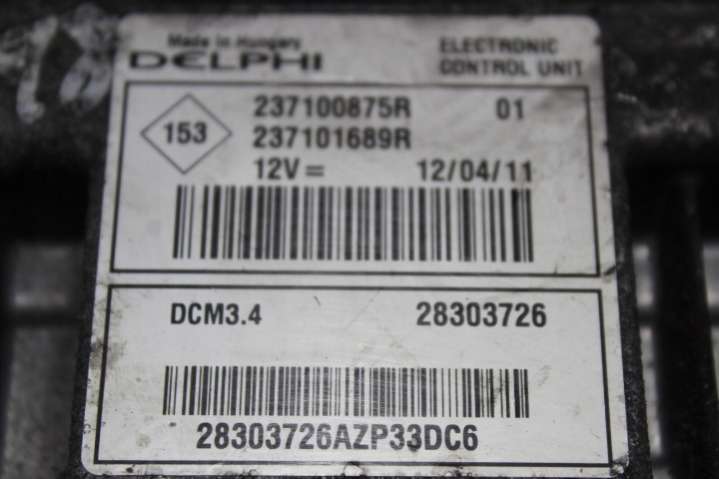 Made in Hungary
DELPHI
ELECTRONIC
CONTROL UNIT
153
237100875R 01
237101689R
12V= 12/04/11
DCM3.4 28303726
28303726AZP33DC6